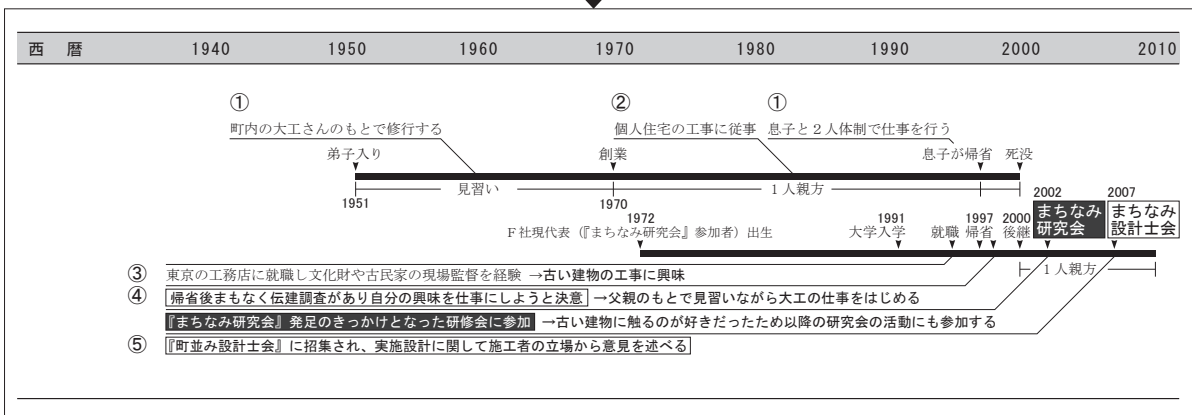 西 暦 1940 1950 1960 1970 1980 1990 2000 2010
① ② ①
町内の大工さんのもとで修行する 個人住宅の工事に従事 息子と2人体制で仕事を行う
弟子入り 創業 息子が帰省 死没
見習い 1人親方
1951 1970
2002 2007
まちなみ研究会 まちなみ設計士会
1972 1991 1997 2000
F社現代表（『まちなみ研究会』参加者）出生 大学入学 就職 帰省 後継
1人親方
③ 東京の工務店に就職し文化財や古民家の現場監督を経験 →古い建物の工事に興味
④ 帰省後まもなく伝建調査があり自分の興味を仕事にしようと決意 →父親のもとで見習いながら大工の仕事をはじめる
『まちなみ研究会』発足のきっかけとなった研修会に参加 →古い建物に触るのが好きだったため以降の研究会の活動にも参加する
⑤ 『町並み設計士会』に招集され、実施設計に関して施工者の立場から意見を述べる